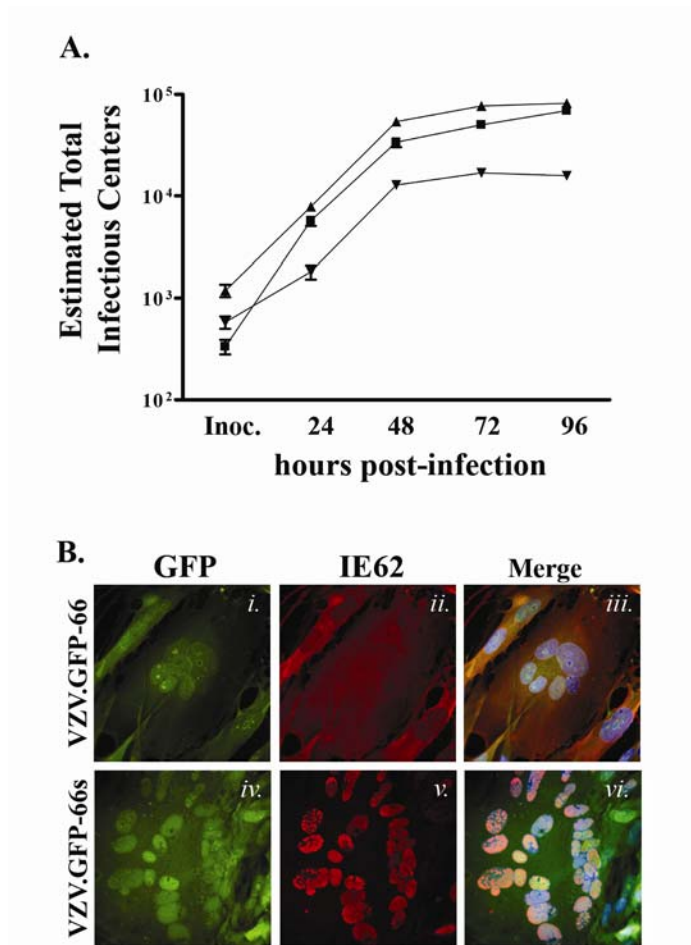 A.
Estimated Total
Infectious Centers
10⁵
10⁴
10³
10²
Inoc. 24 48 72 96
hours post-infection
B.
GFP IE62 Merge
VZV.GFP-66
i. ii. iii.
VZV.GFP-66s
iv. v. vi.